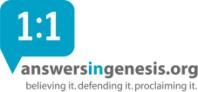 1:1
answersingenesis.org
believing it. defending it. proclaiming it.